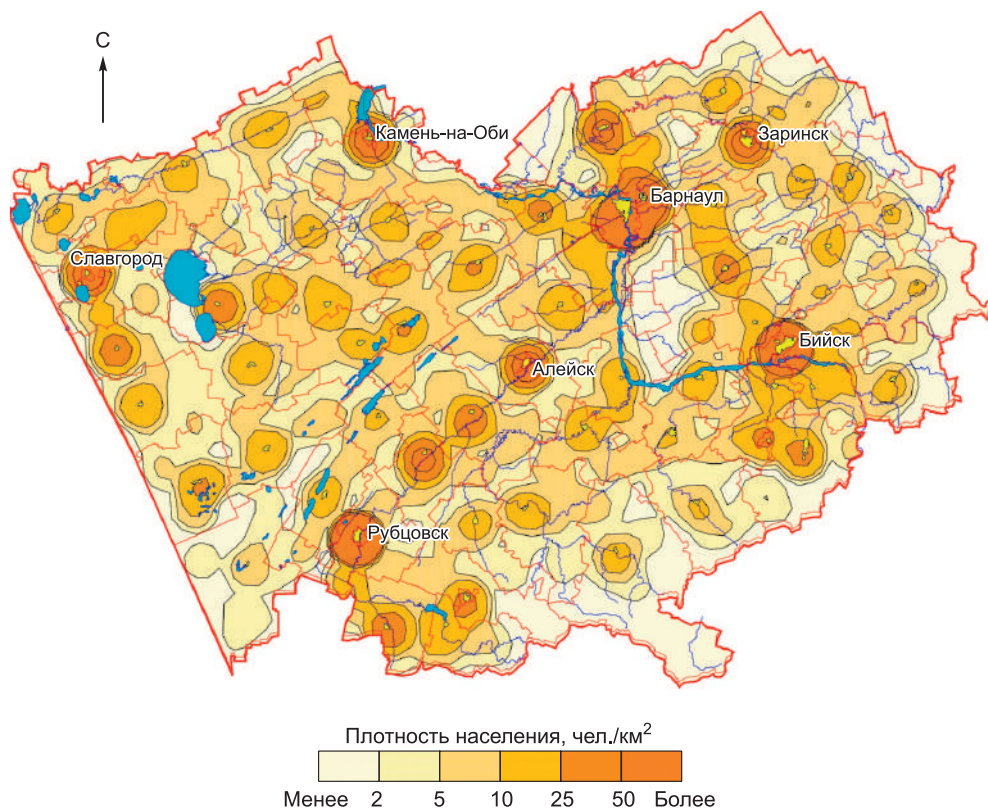 С
Камень-на-Оби
Заринск
Барнаул
Славгород
Бийск
Алейск
Рубцовск
Плотность населения, чел./км²
Менее 2 5 10 25 50 Более